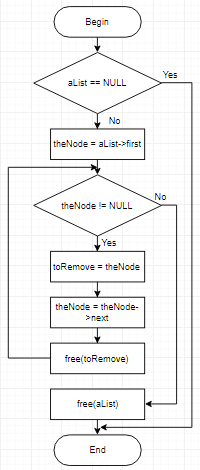 Begin
aList == NULL
Yes
No
theNode = aList->first
theNode != NULL
No
Yes
toRemove = theNode
theNode = theNode-
>next
free(toRemove)
free(aList)
End